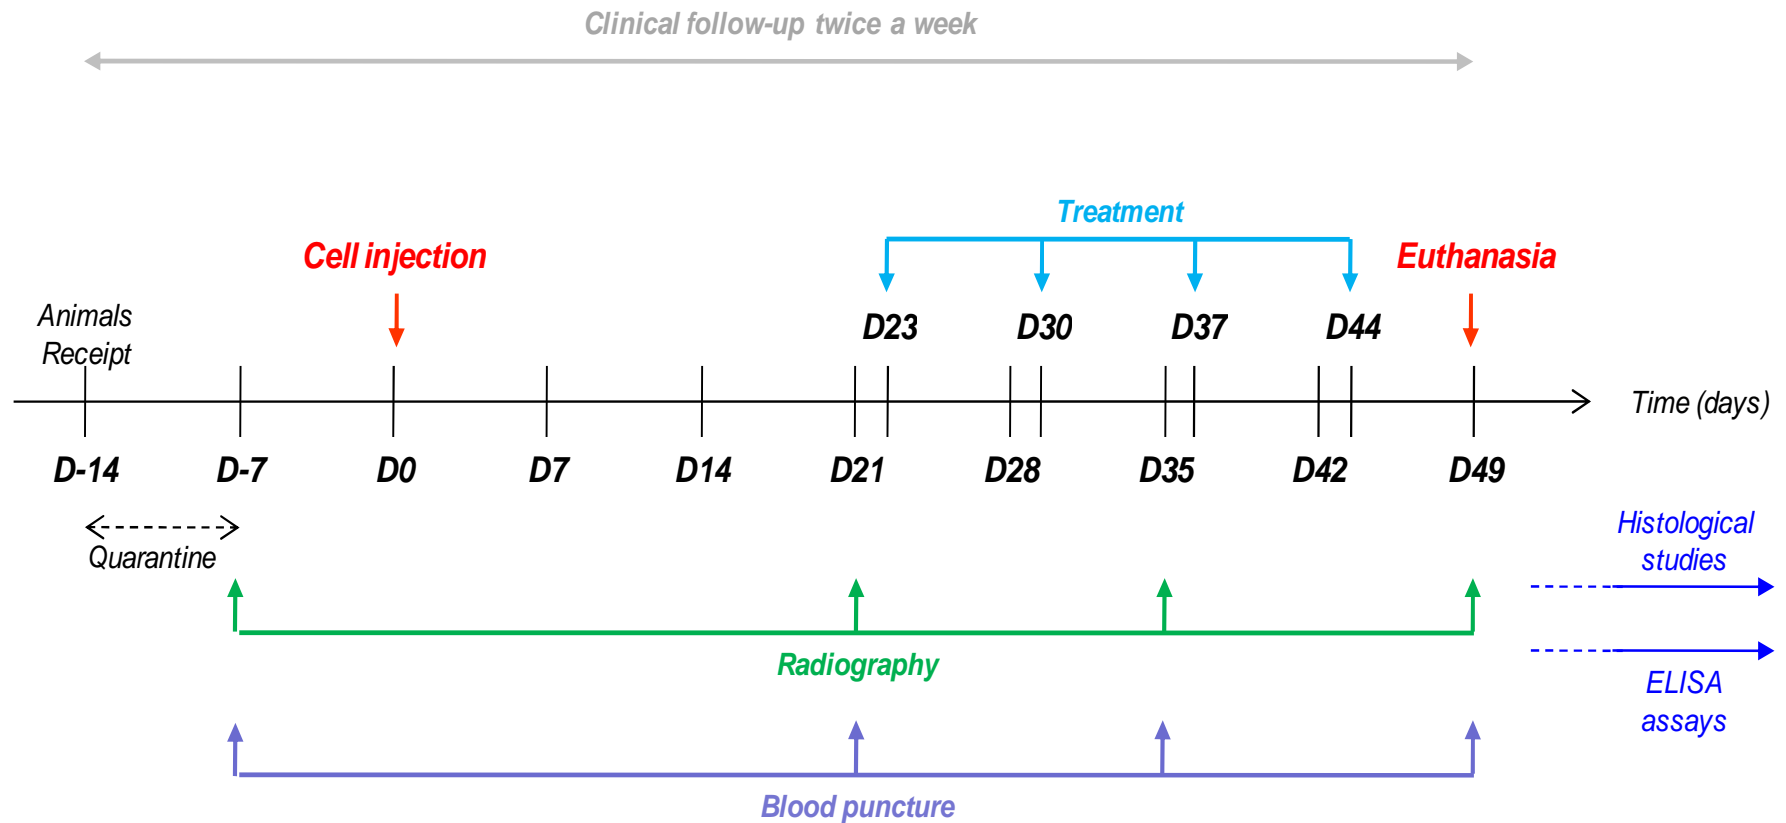 Clinical follow-up twice a week
Treatment
Cell injection
Euthanasia
Animals
Receipt
D23 D30 D37 D44
Time (days)
D-14 D-7 D0 D7 D14 D21 D28 D35 D42 D49
Quarantine
Histological
studies
Radiography
ELISA
assays
Blood puncture